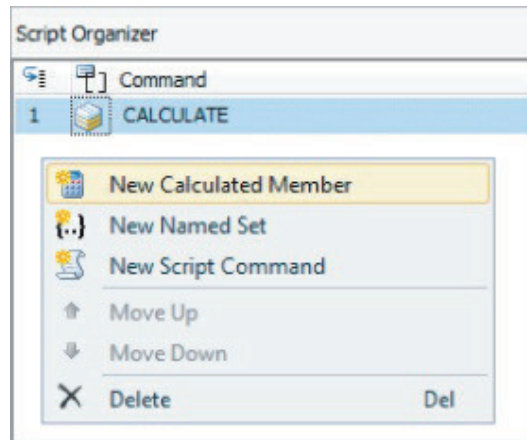 Script Organizer
Command
1 CALCULATE
New Calculated Member
{..} New Named Set
New Script Command
Move Up
Move Down
Delete Del